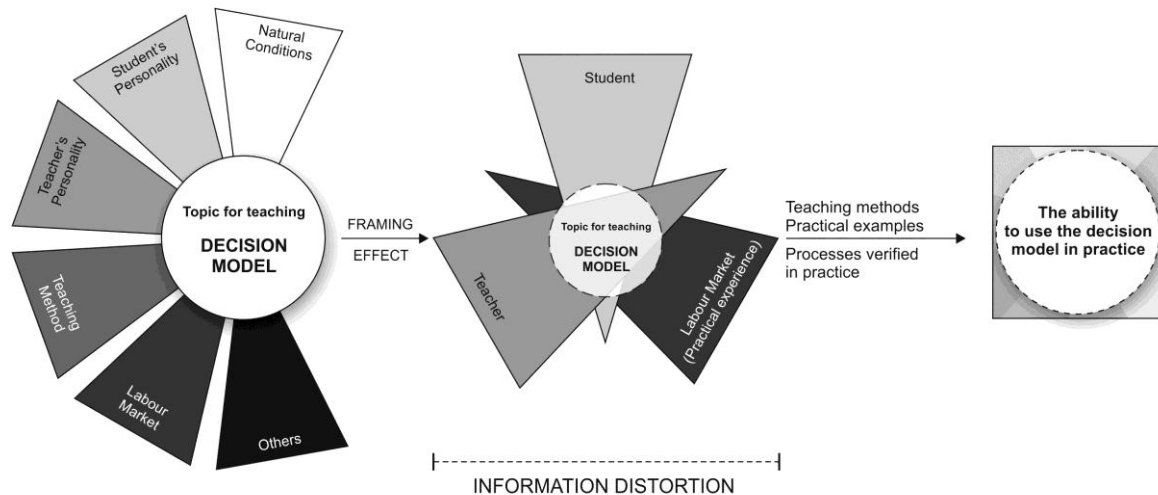 Natural
Conditions
Student's
Personality
Teacher's
Personality
Teaching
Method
Labour
Market
Others
Topic for teaching
DECISION
MODEL
FRAMING
EFFECT
Student
Topic for teaching
DECISION
MODEL
Teacher
Labour Market
(Practical experience)
INFORMATION DISTORTION
Teaching methods
Practical examples
Processes verified
in practice
The ability
to use the decision
model in practice